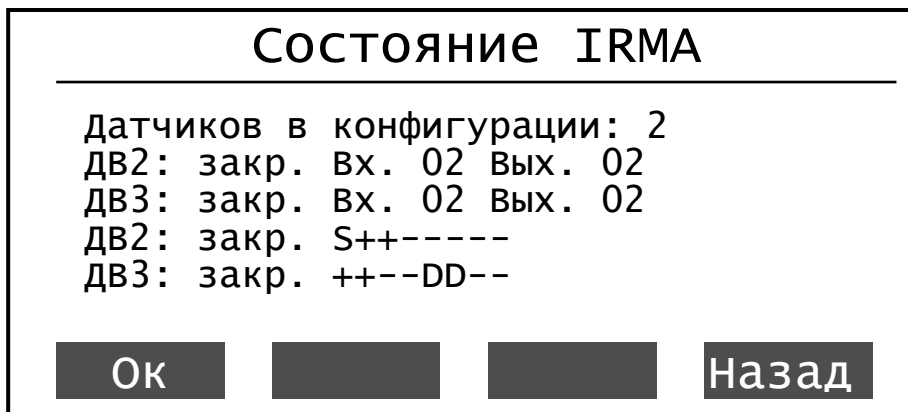 Состояние IRMA
Датчиков в конфигурации: 2
ДВ2: закр. Вх. 02 Вых. 02
ДВ3: закр. Вх. 02 Вых. 02
ДВ2: закр. S++-----
ДВ3: закр. ++--DD--
Ок Назад